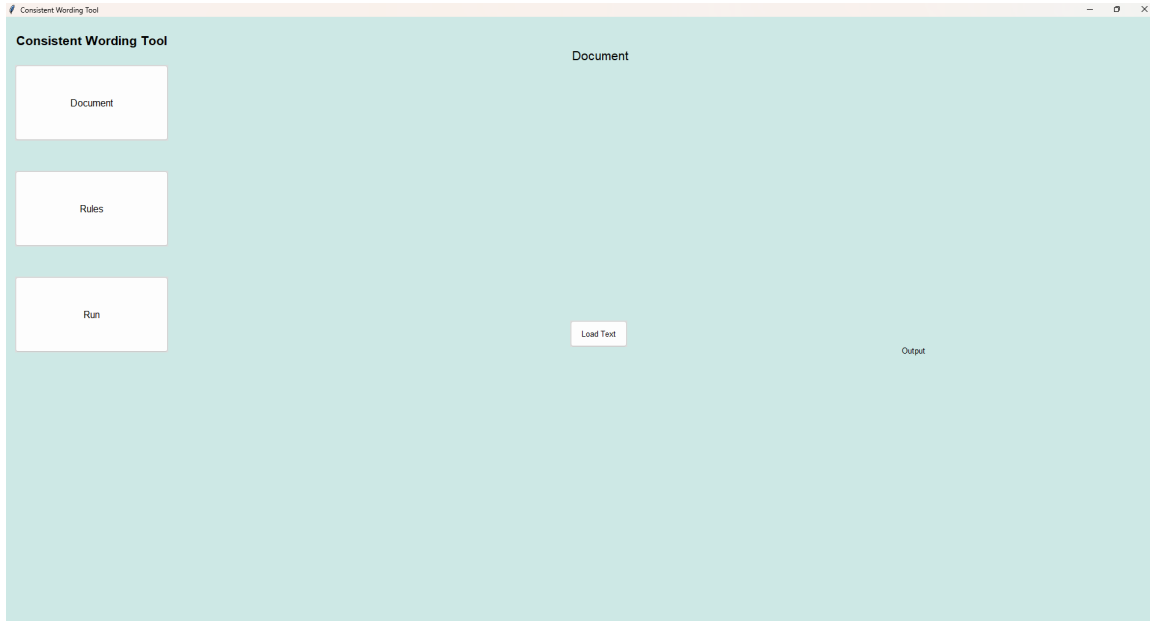 Consistent Wording Tool
Consistent Wording Tool
Document
Document
Rules
Run
Load Text
Output